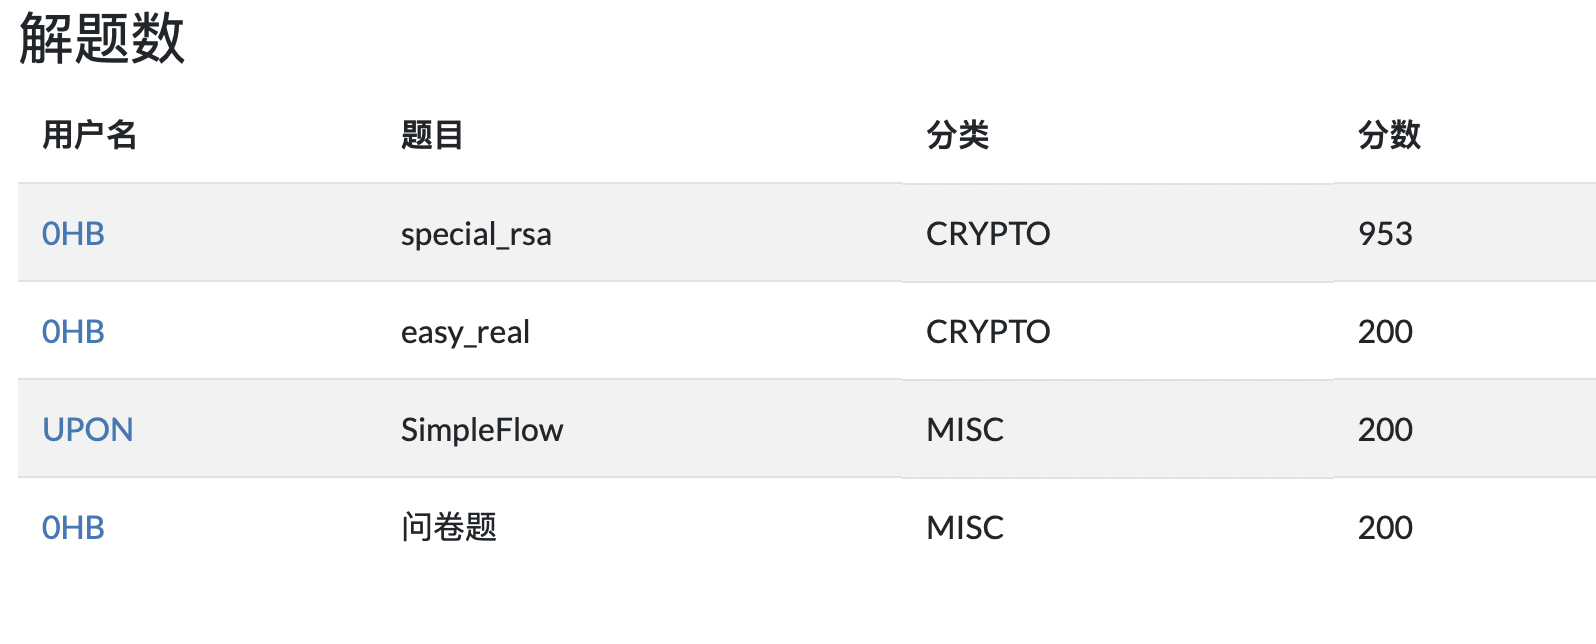 解题数
用户名 题目 分类 分数
0HB special_rsa CRYPTO 953
0HB easy_real CRYPTO 200
UPON SimpleFlow MISC 200
0HB 问卷题 MISC 200